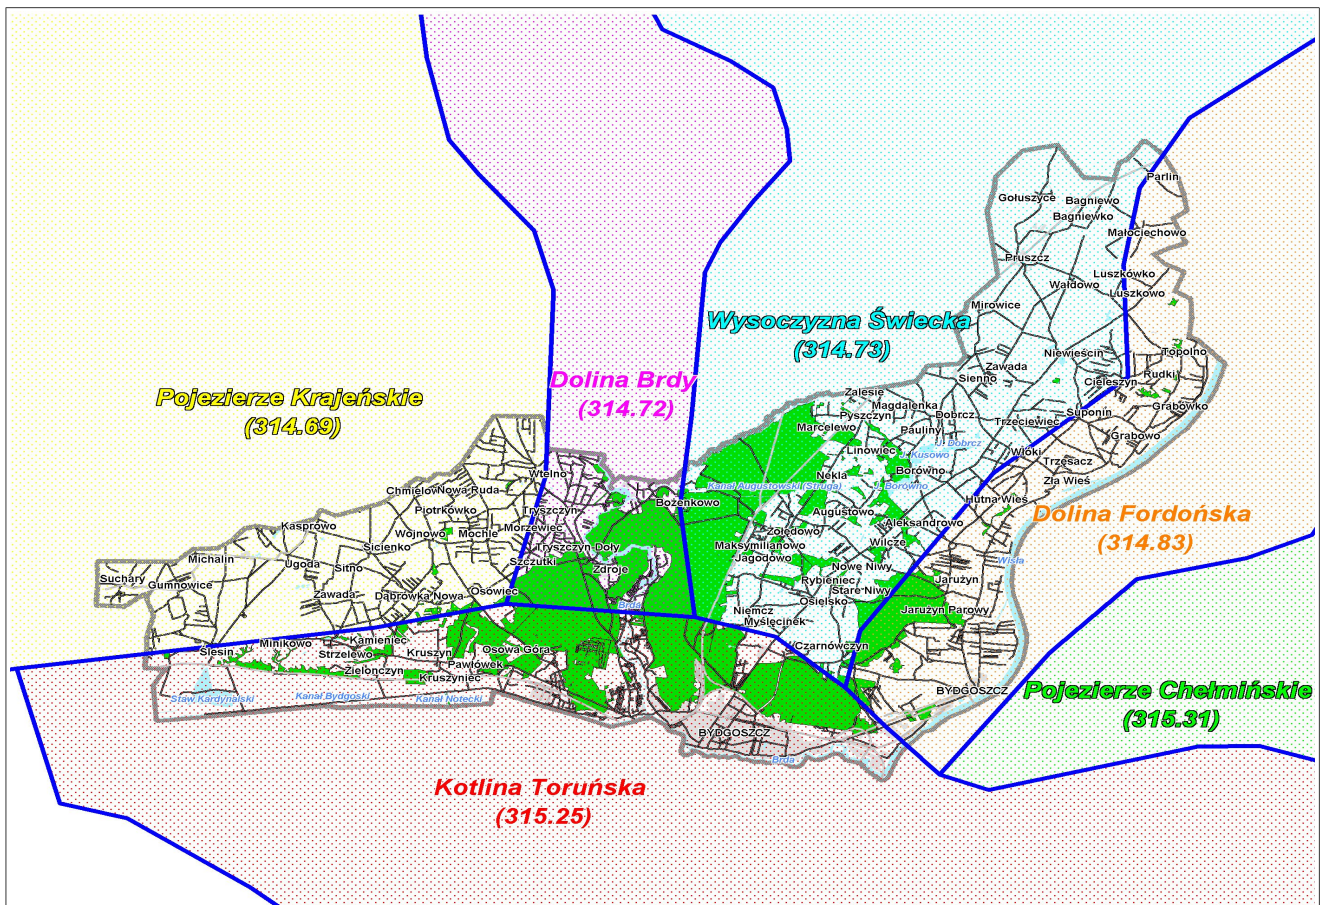 Parlin
Gołuszyce
Bagniewo
Bagniewko
Małociechowo
Pruszcz
Luszkówko
Wałdowo
Luszkowo
Mirowice
Wysoczyzna Świecka
(314.73)
Niewieścin
Topolno
Zawada
Rudki
Sienno
Cieleszyn
Dolina Brdy
(314.72)
Pojezierze Krajeńskie
(314.69)
Zalesie
Magdalenka
Grabówko
Pyszczyn
Dobrcz
Suponin
Marcelewo
Pauliny
Trzeciewiec
Grabowo
J. Dobrcz
Linowiec
J. Kusowo
Włóki
Trzęsacz
Wtelno
Nekla
Borówno
Zła Wieś
Kanał Augustowski (Struga)
J. Borówno
Chmielewo
Nowa Ruda
Bożenkowo
Hutna Wieś
Piotrkówko
Tryszczyn
Augustowo
Dolina Fordońska
(314.83)
Kasprowo
Morzewiec
Aleksandrowo
Wojnowo
Mochle
Żołędowo
Sicienko
Tryszczyn Doły
Maksymilianowo
Wilcze
Michalin
Jagodowo
Wisła
Ugoda
Sitno
Szczutki
Zdroje
Nowe Niwy
Suchary
Gumnowice
Rybieniec
Jarużyn
Zawada
Dąbrówka Nowa
Osówiec
Stare Niwy
Osielsko
Brda
Niemcz
Jarużyn Parowy
Myślęcinek
Minikowo
Kamieniec
Czarnówczyn
Slesin
Strzelewo
Kruszyn
Osowa Góra
Pawłówek
Zielonczyn
Kruszyniec
BYDGOSZCZ
Pojezierze Chełmińskie
(315.31)
Staw Kardynalski
Kanał Bydgoski
Kanał Notecki
BYDGOSZCZ
Brda
Kotlina Toruńska
(315.25)